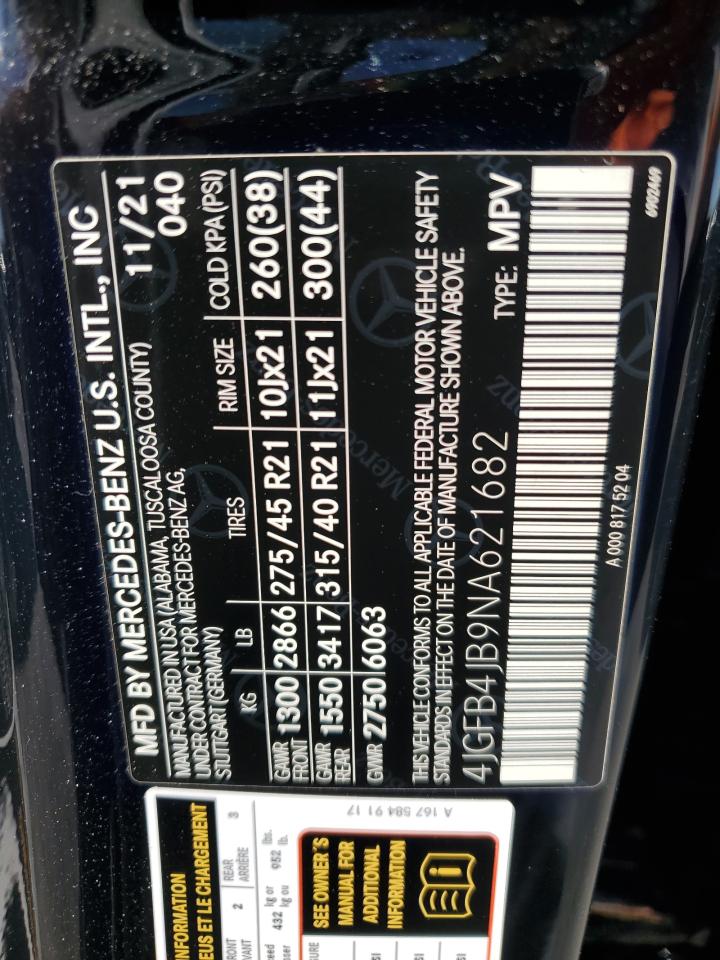 MFD BY MERCEDES-BENZ U.S. INTL., INC
MANUFACTURED IN USA (ALABAMA, TUSCALOOSA COUNTY) 11/21
UNDER CONTRACT FOR MERCEDES-BENZ AG, 040
STUTTGART (GERMANY)
KG LB TIRES RIM SIZE COLD KPA (PSI)
GAWR FRONT 1300 2866 275/45 R21 10Jx21 260(38)
GAWR REAR 1550 3417 315/40 R21 11Jx21 300(44)
GVWR 2750 6063
THIS VEHICLE CONFORMS TO ALL APPLICABLE FEDERAL MOTOR VEHICLE SAFETY
STANDARDS IN EFFECT ON THE DATE OF MANUFACTURE SHOWN ABOVE.
4JGFB4JB9NA621682 TYPE: MPV
A 000 817 52 04 6902469
A 167 584 91 17
INFORMATION
EUS ET LE CHARGEMENT
2 REAR 3
ARRIÈRE
432 kg or 952 lbs.
kg ou lb.
SEE OWNER'S
MANUAL FOR
ADDITIONAL
INFORMATION